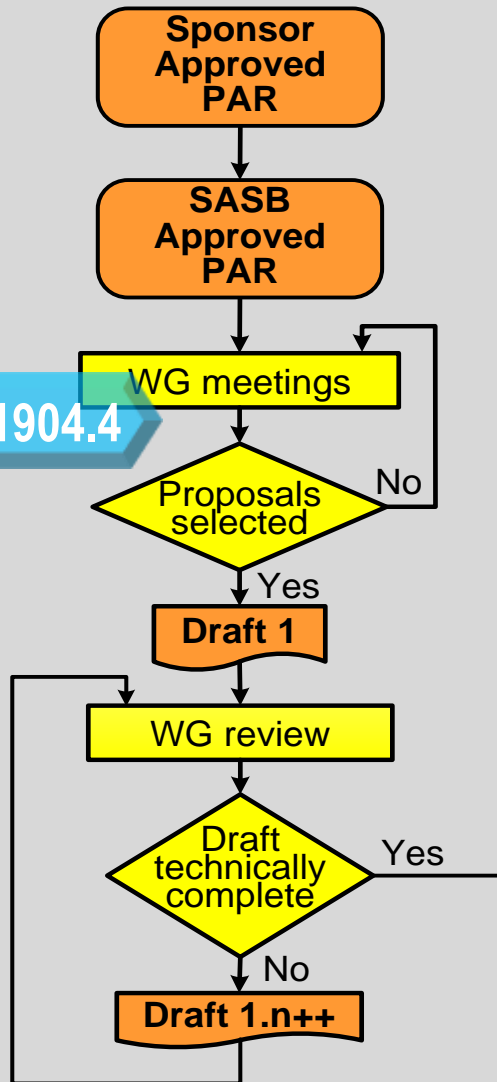 Sponsor
Approved
PAR
SASB
Approved
PAR
WG meetings
1904.4
Proposals
selected
No
Yes
Draft 1
WG review
Draft
technically
complete
Yes
No
Draft 1.n++